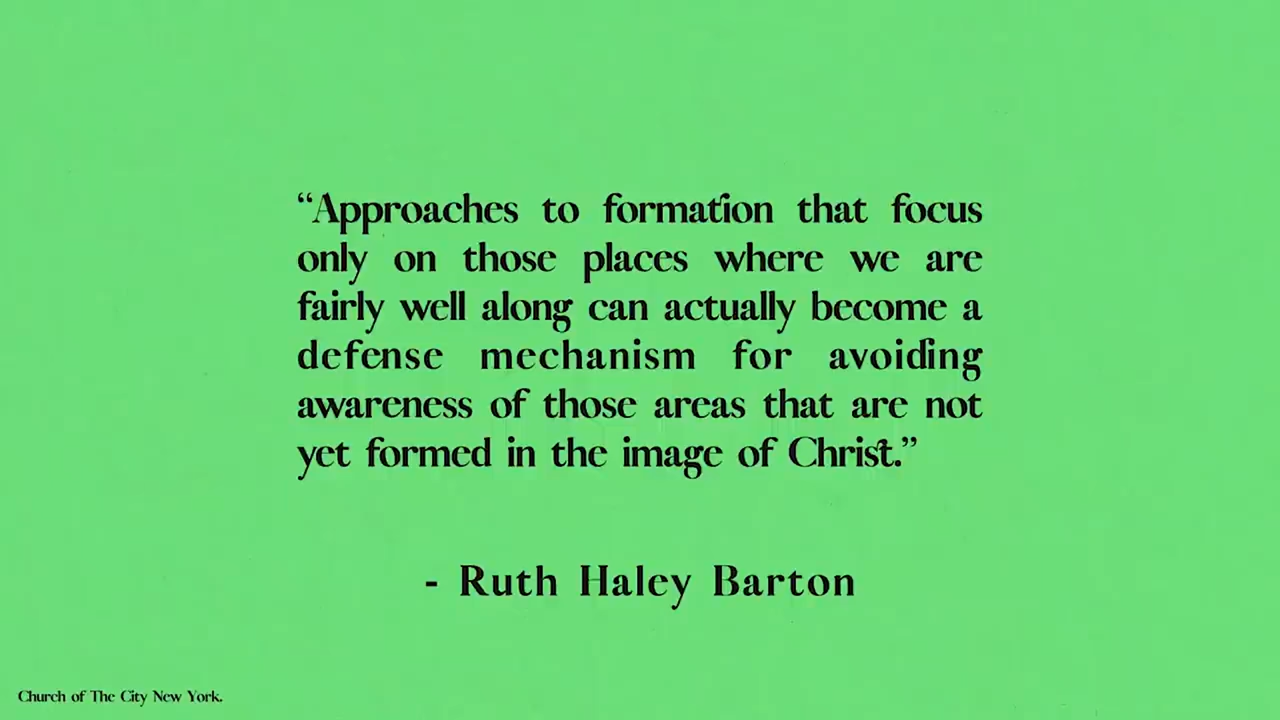 “Approaches to formation that focus
only on those places where we are
fairly well along can actually become a
defense mechanism for avoiding
awareness of those areas that are not
yet formed in the image of Christ.”
- Ruth Haley Barton
Church of The City New York.